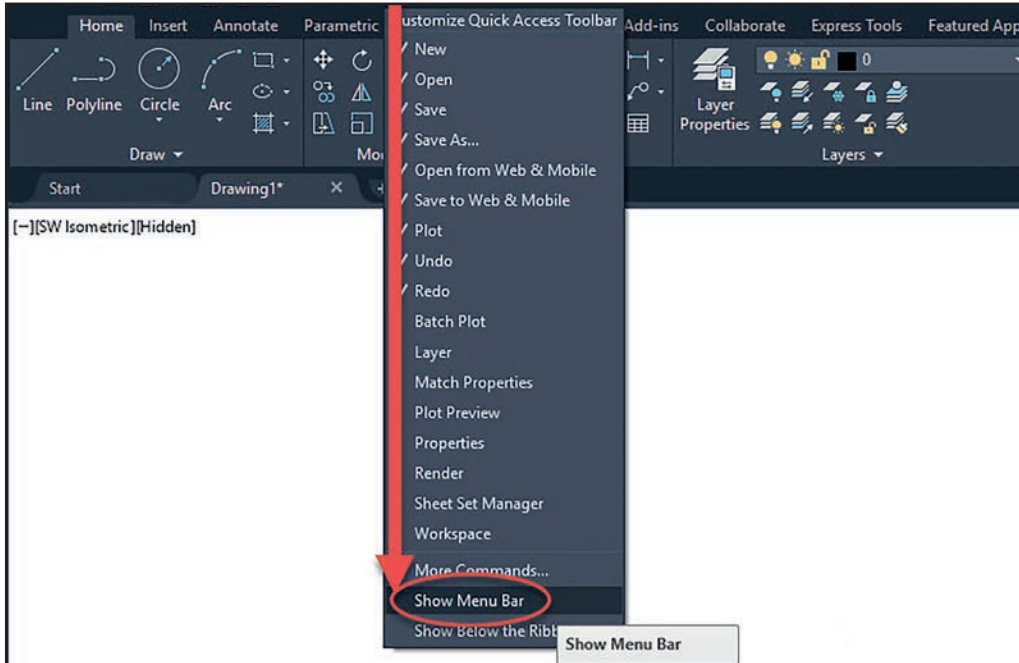 Home Insert Annotate Parametric Add-ins Collaborate Express Tools Featured App
Customize Quick Access Toolbar
New
Open
Save
Save As...
Open from Web & Mobile
Save to Web & Mobile
Plot
Undo
Redo
Batch Plot
Layer
Match Properties
Plot Preview
Properties
Render
Sheet Set Manager
Workspace
More Commands...
Show Menu Bar
Show Below the Ribb
Show Menu Bar
Line Polyline Circle Arc
Draw
Mo
0
Layer
Properties
Layers
Start Drawing1*
[−][SW Isometric][Hidden]